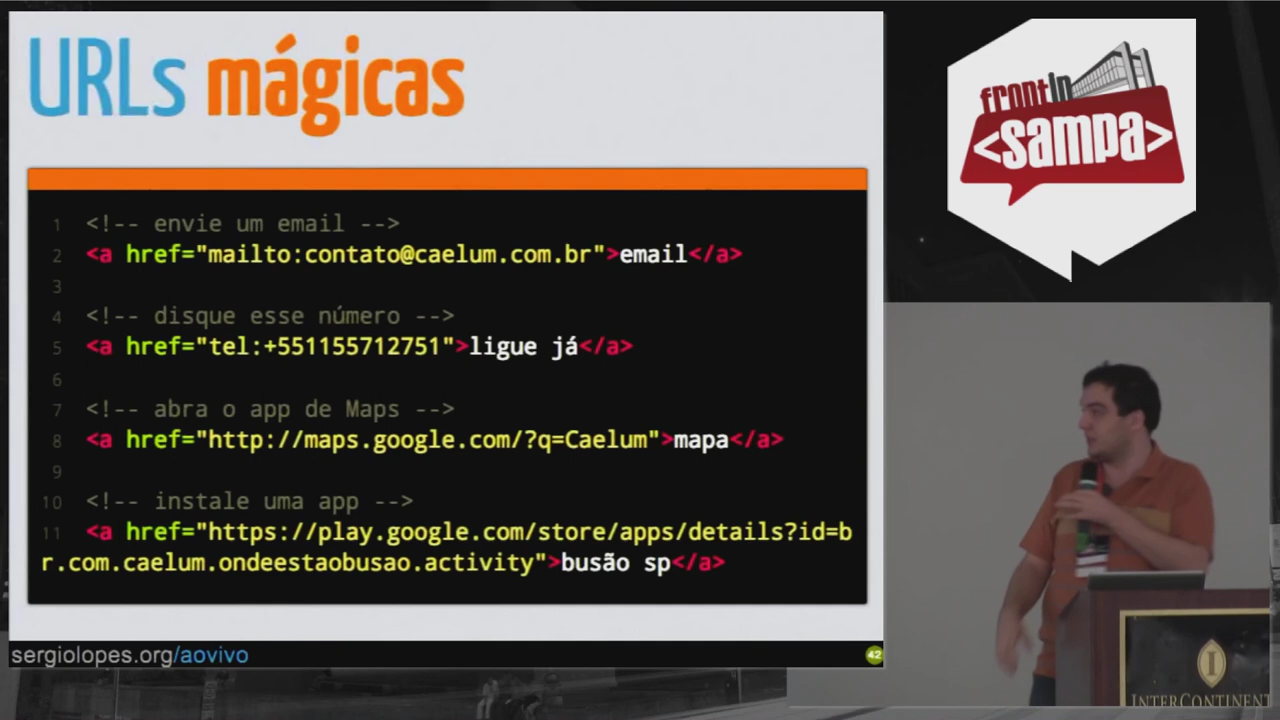 URLs mágicas
1 <!-- envie um email -->
2 <a href="mailto:contato@caelum.com.br">email</a>
3
4 <!-- disque esse número -->
5 <a href="tel:+551155712751">ligue já</a>
6
7 <!-- abra o app de Maps -->
8 <a href="http://maps.google.com/?q=Caelum">mapa</a>
9
10 <!-- instale uma app -->
11 <a href="https://play.google.com/store/apps/details?id=b
r.com.caelum.ondeestaobusao.activity">busão sp</a>
sergiolopes.org/aovivo
42
frontIn
<sampa>
I
INTERCONTINENT